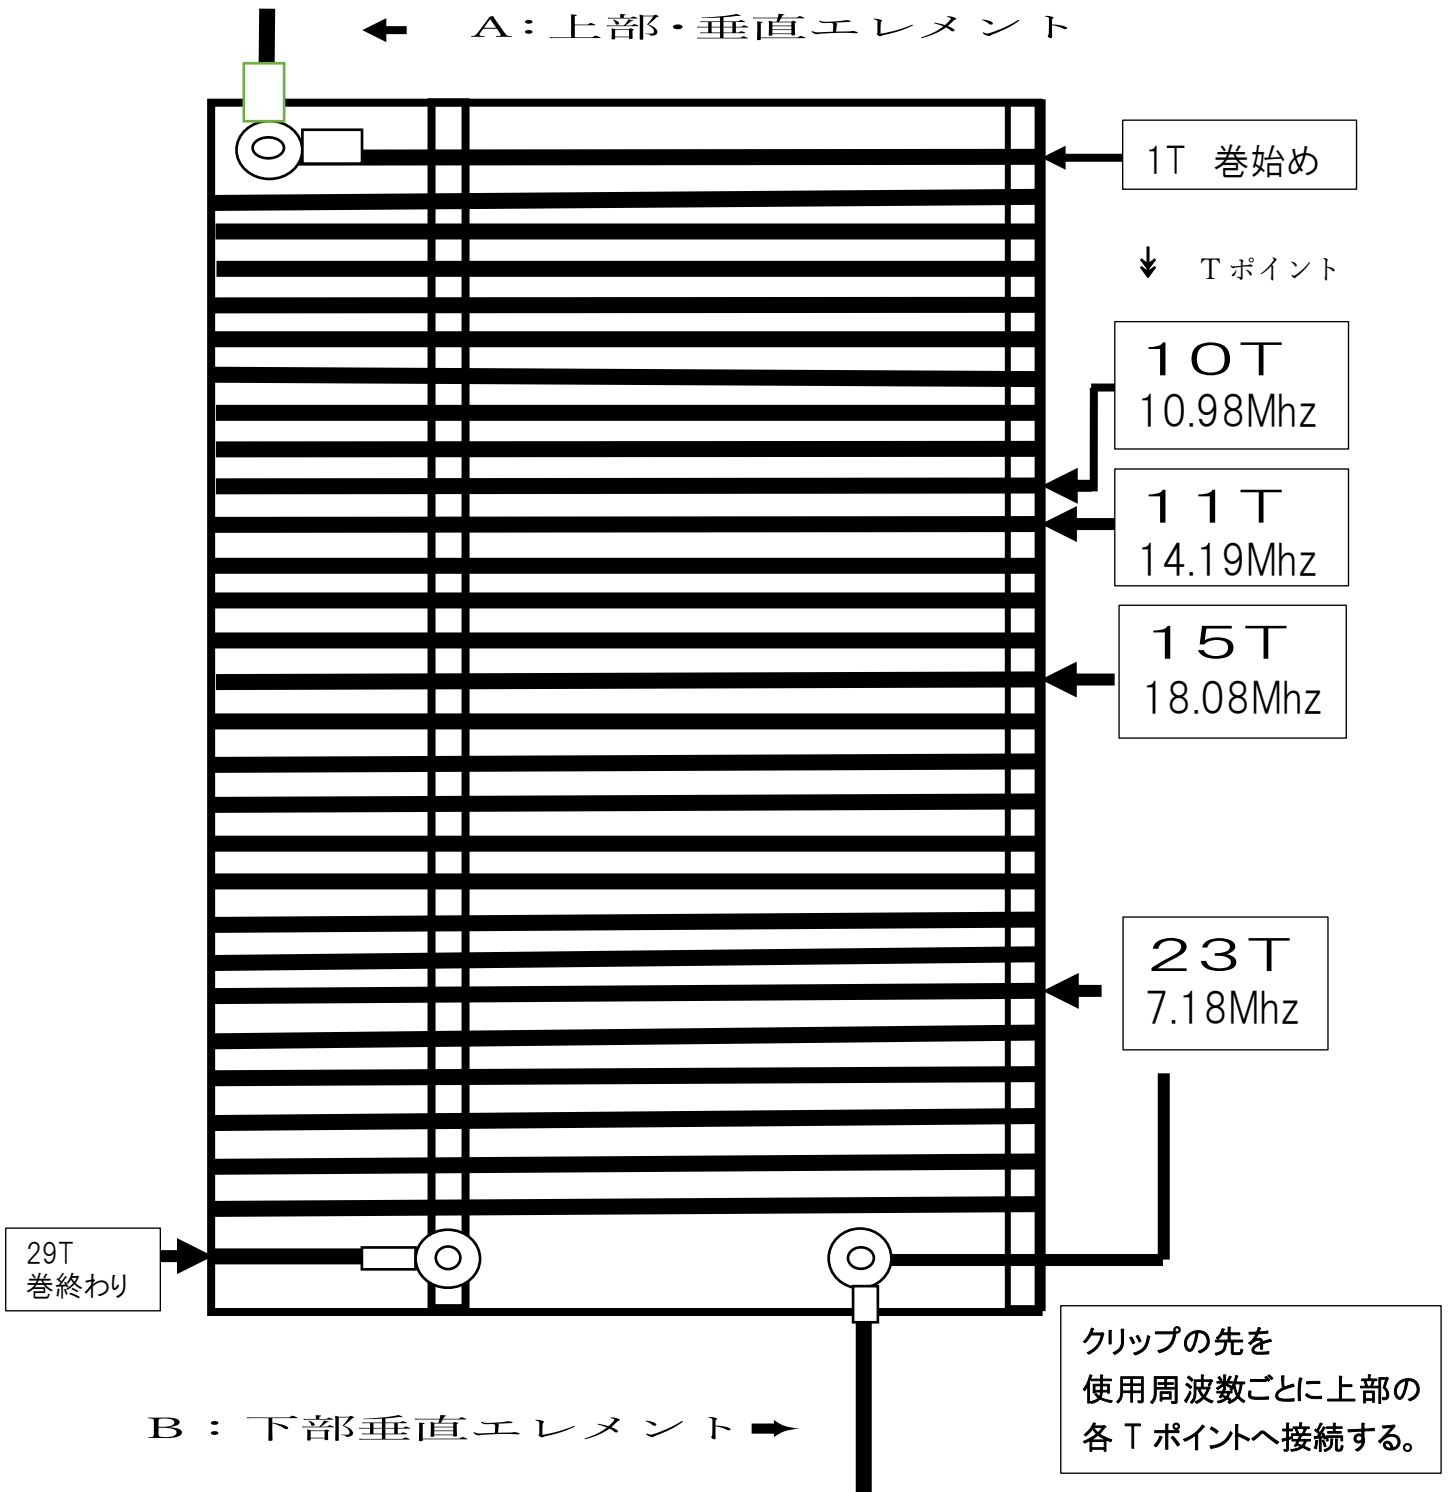 A：上部・垂直エレメント
1T 巻始め
Tポイント
１０T
10.98Mhz
１１T
14.19Mhz
１５T
18.08Mhz
２３T
7.18Mhz
29T
巻終わり
クリップの先を
使用周波数ごとに上部の
各 T ポイントへ接続する。
B：下部垂直エレメント